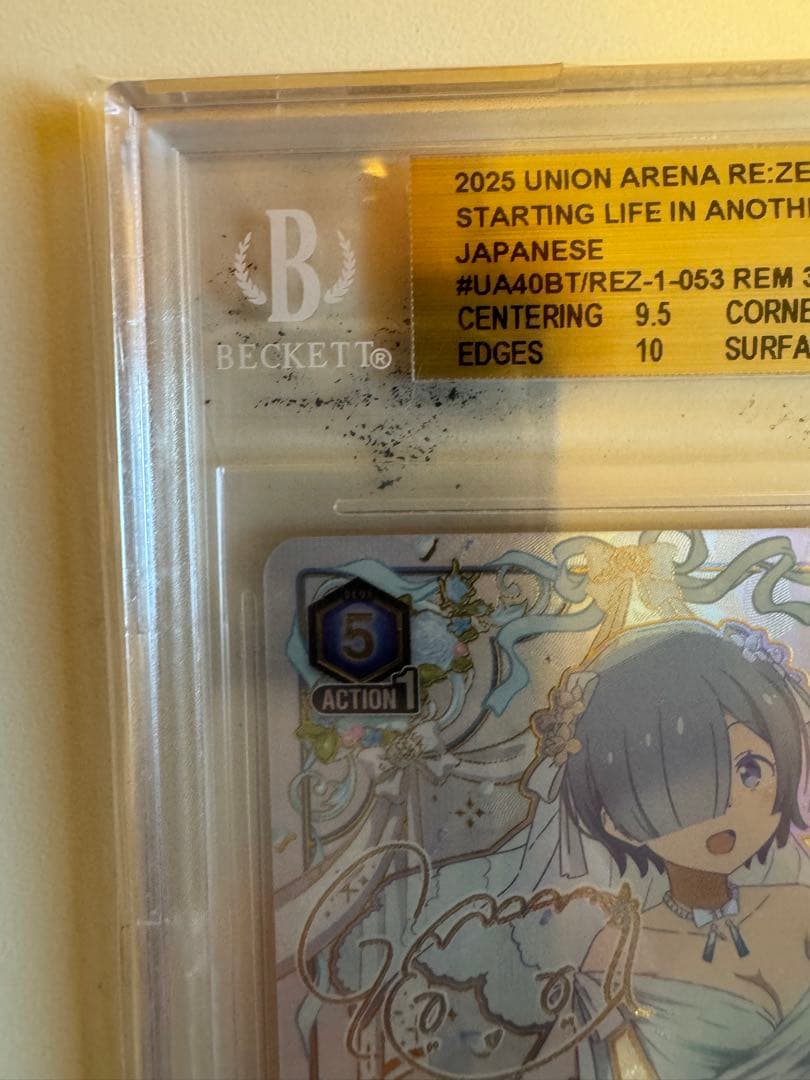 2025 UNION ARENA RE:ZE
STARTING LIFE IN ANOTH
JAPANESE
#UA40BT/REZ-1-053 REM 3
CENTERING 9.5 CORNE
EDGES 10 SURFA
B
BECKETT®
5
ACTION 1